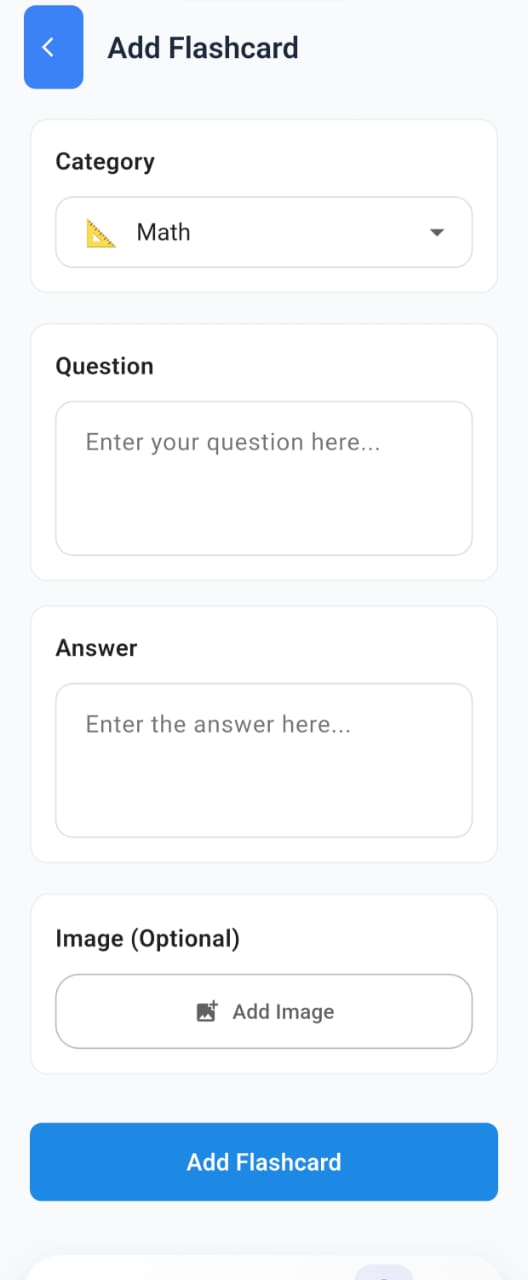 Add Flashcard
Category
Math
Question
Enter your question here...
Answer
Enter the answer here...
Image (Optional)
Add Image
Add Flashcard